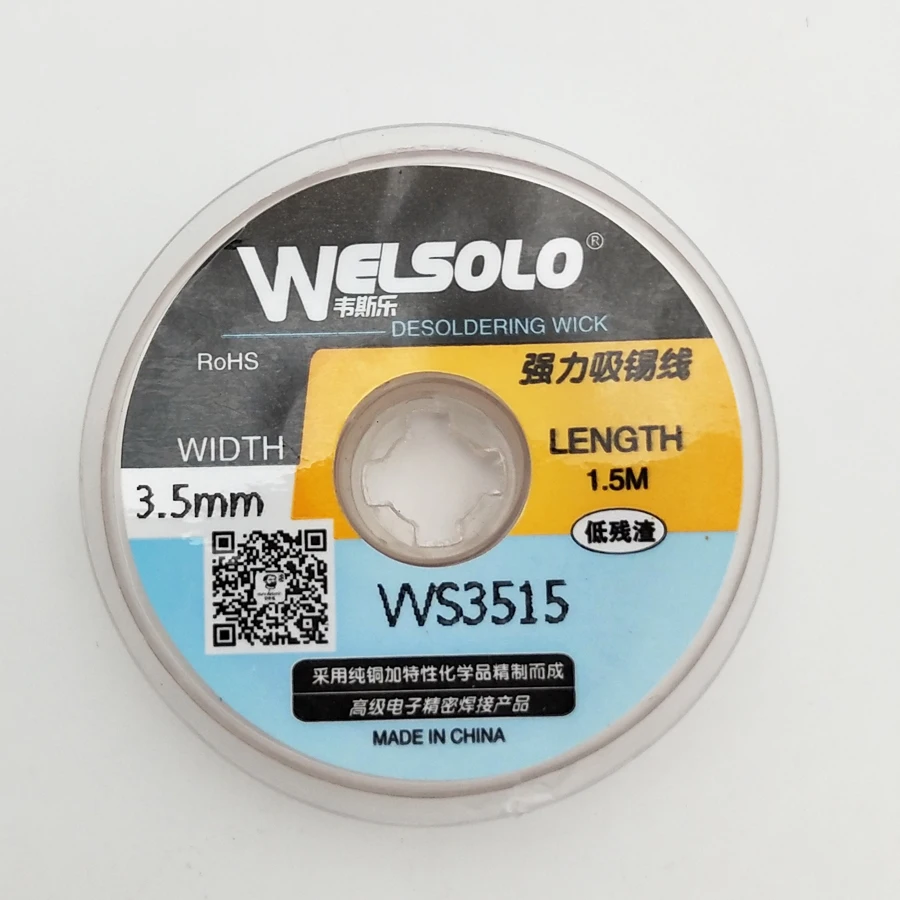 WELSOLO®
韦斯乐
DESOLDERING WICK
RoHS
强力吸锡线
WIDTH
3.5mm
LENGTH
1.5M
低残渣
WS3515
采用纯铜加特性化学品精制而成
高级电子精密焊接产品
MADE IN CHINA